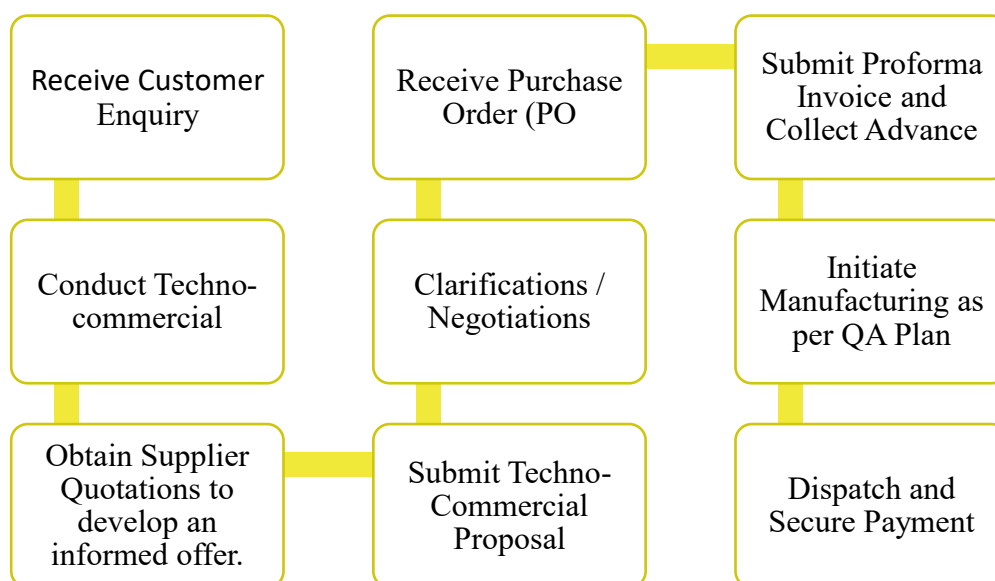 Receive Customer
Enquiry
Conduct Techno-
commercial
Obtain Supplier
Quotations to
develop an
informed offer.
Submit Techno-
Commercial
Proposal
Clarifications /
Negotiations
Receive Purchase
Order (PO
Submit Proforma
Invoice and
Collect Advance
Initiate
Manufacturing as
per QA Plan
Dispatch and
Secure Payment